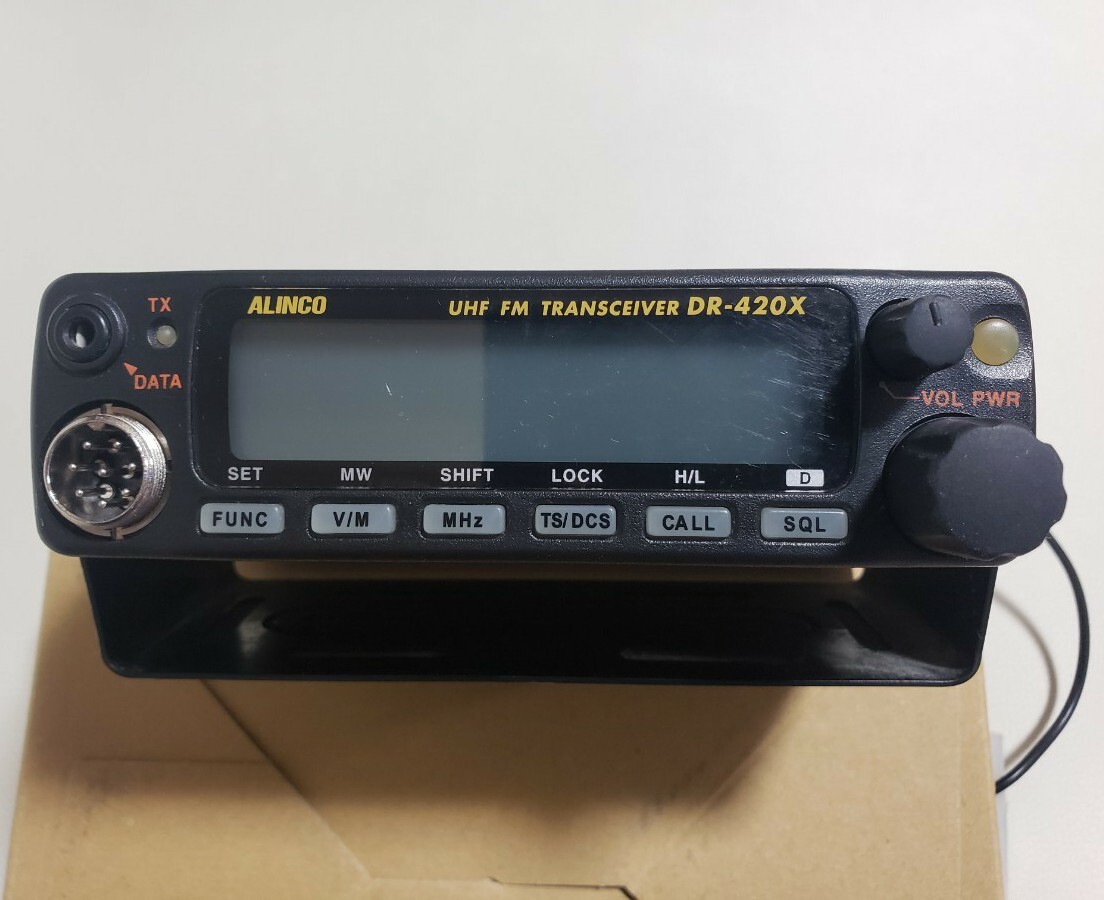 ALINCO
UHF FM TRANSCEIVER DR-420X
TX
DATA
VOL PWR
SET MW SHIFT LOCK H/L D
FUNC V/M MHz TS/DCS CALL SQL